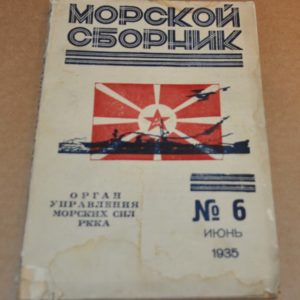 МОРСКОЙ
СБОРНИК
ОРГАН
УПРАВЛЕНИЯ
МОРСКИХ СИЛ
РККА
№ 6
ИЮНЬ
1935